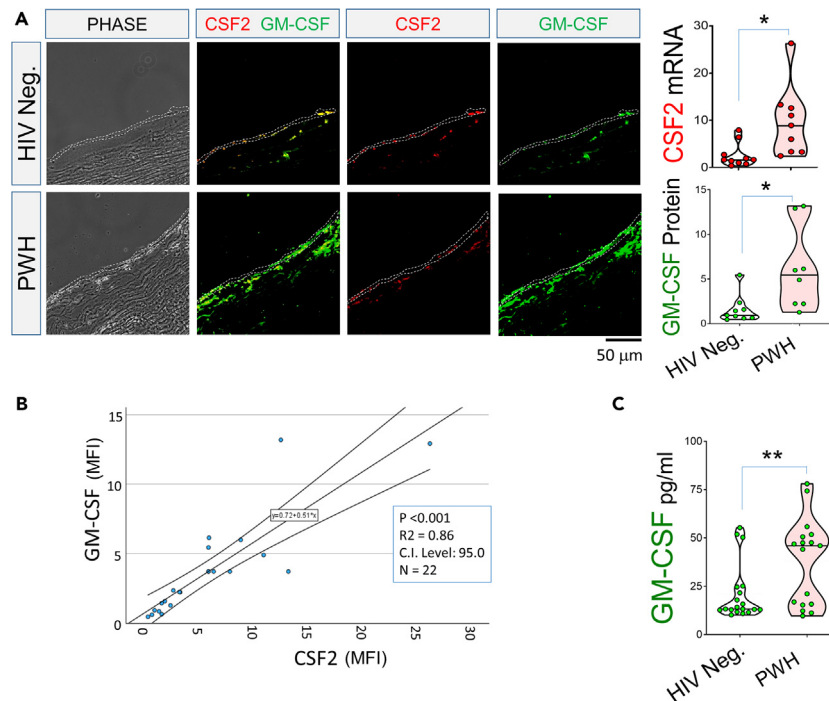 A
PHASE
CSF2 GM-CSF
CSF2
GM-CSF
HIV Neg.
PWH
50 µm
*
30
20
10
0
CSF2 mRNA
*
15
10
5
0
GM-CSF Protein
HIV Neg.
PWH
B
15
10
5
0
GM-CSF (MFI)
y=0.72+0.51*x
P <0.001
R2 = 0.86
C.I. Level: 95.0
N = 22
0 5 10 15 20 25 30
CSF2 (MFI)
C
**
100
75
50
25
0
GM-CSF pg/ml
HIV Neg.
PWH